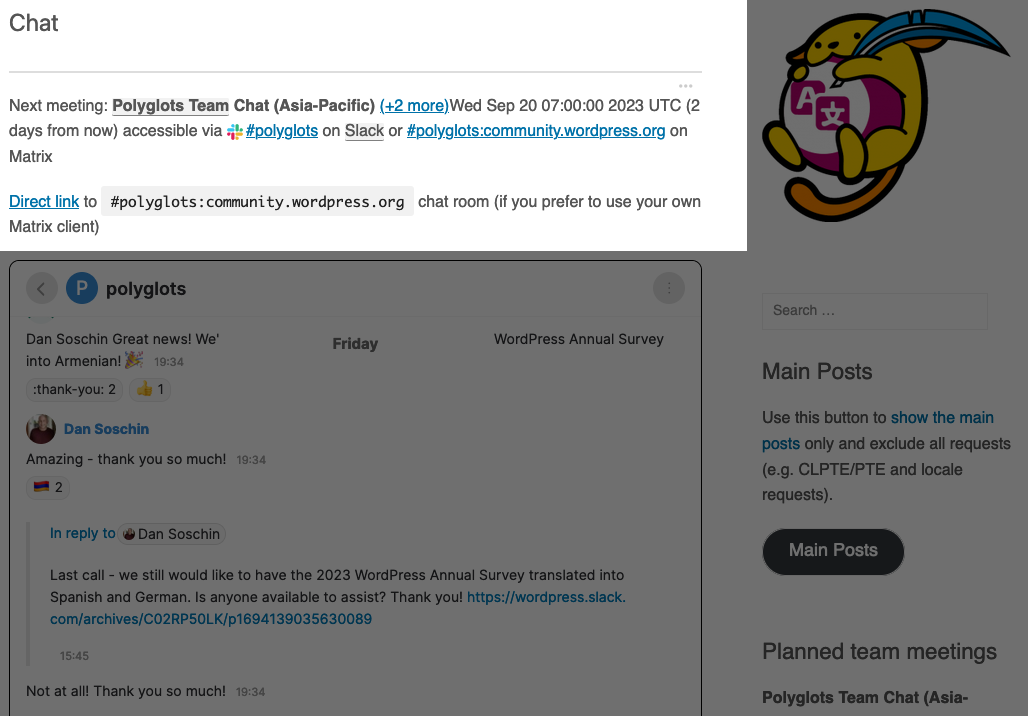 Chat
Next meeting: Polyglots Team Chat (Asia-Pacific) (+2 more)Wed Sep 20 07:00:00 2023 UTC (2
days from now) accessible via #polyglots on Slack or #polyglots:community.wordpress.org on
Matrix
Direct link to #polyglots:community.wordpress.org chat room (if you prefer to use your own
Matrix client)
P polyglots
Dan Soschin Great news! We'
into Armenian! 🎉 19:34
Friday
WordPress Annual Survey
:thank-you: 2 👍 1
Dan Soschin
Amazing - thank you so much! 19:34
🇦🇲 2
In reply to Dan Soschin
Last call - we still would like to have the 2023 WordPress Annual Survey translated into
Spanish and German. Is anyone available to assist? Thank you! https://wordpress.slack.
com/archives/C02RP50LK/p1694139035630089
15:45
Not at all! Thank you so much! 19:34
A 文
Search …
Main Posts
Use this button to show the main
posts only and exclude all requests
(e.g. CLPTE/PTE and locale
requests).
Main Posts
Planned team meetings
Polyglots Team Chat (Asia-